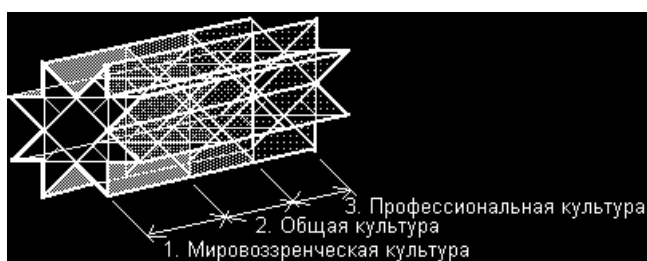 3. Профессиональная культура
2. Общая культура
1. Мировоззренческая культура